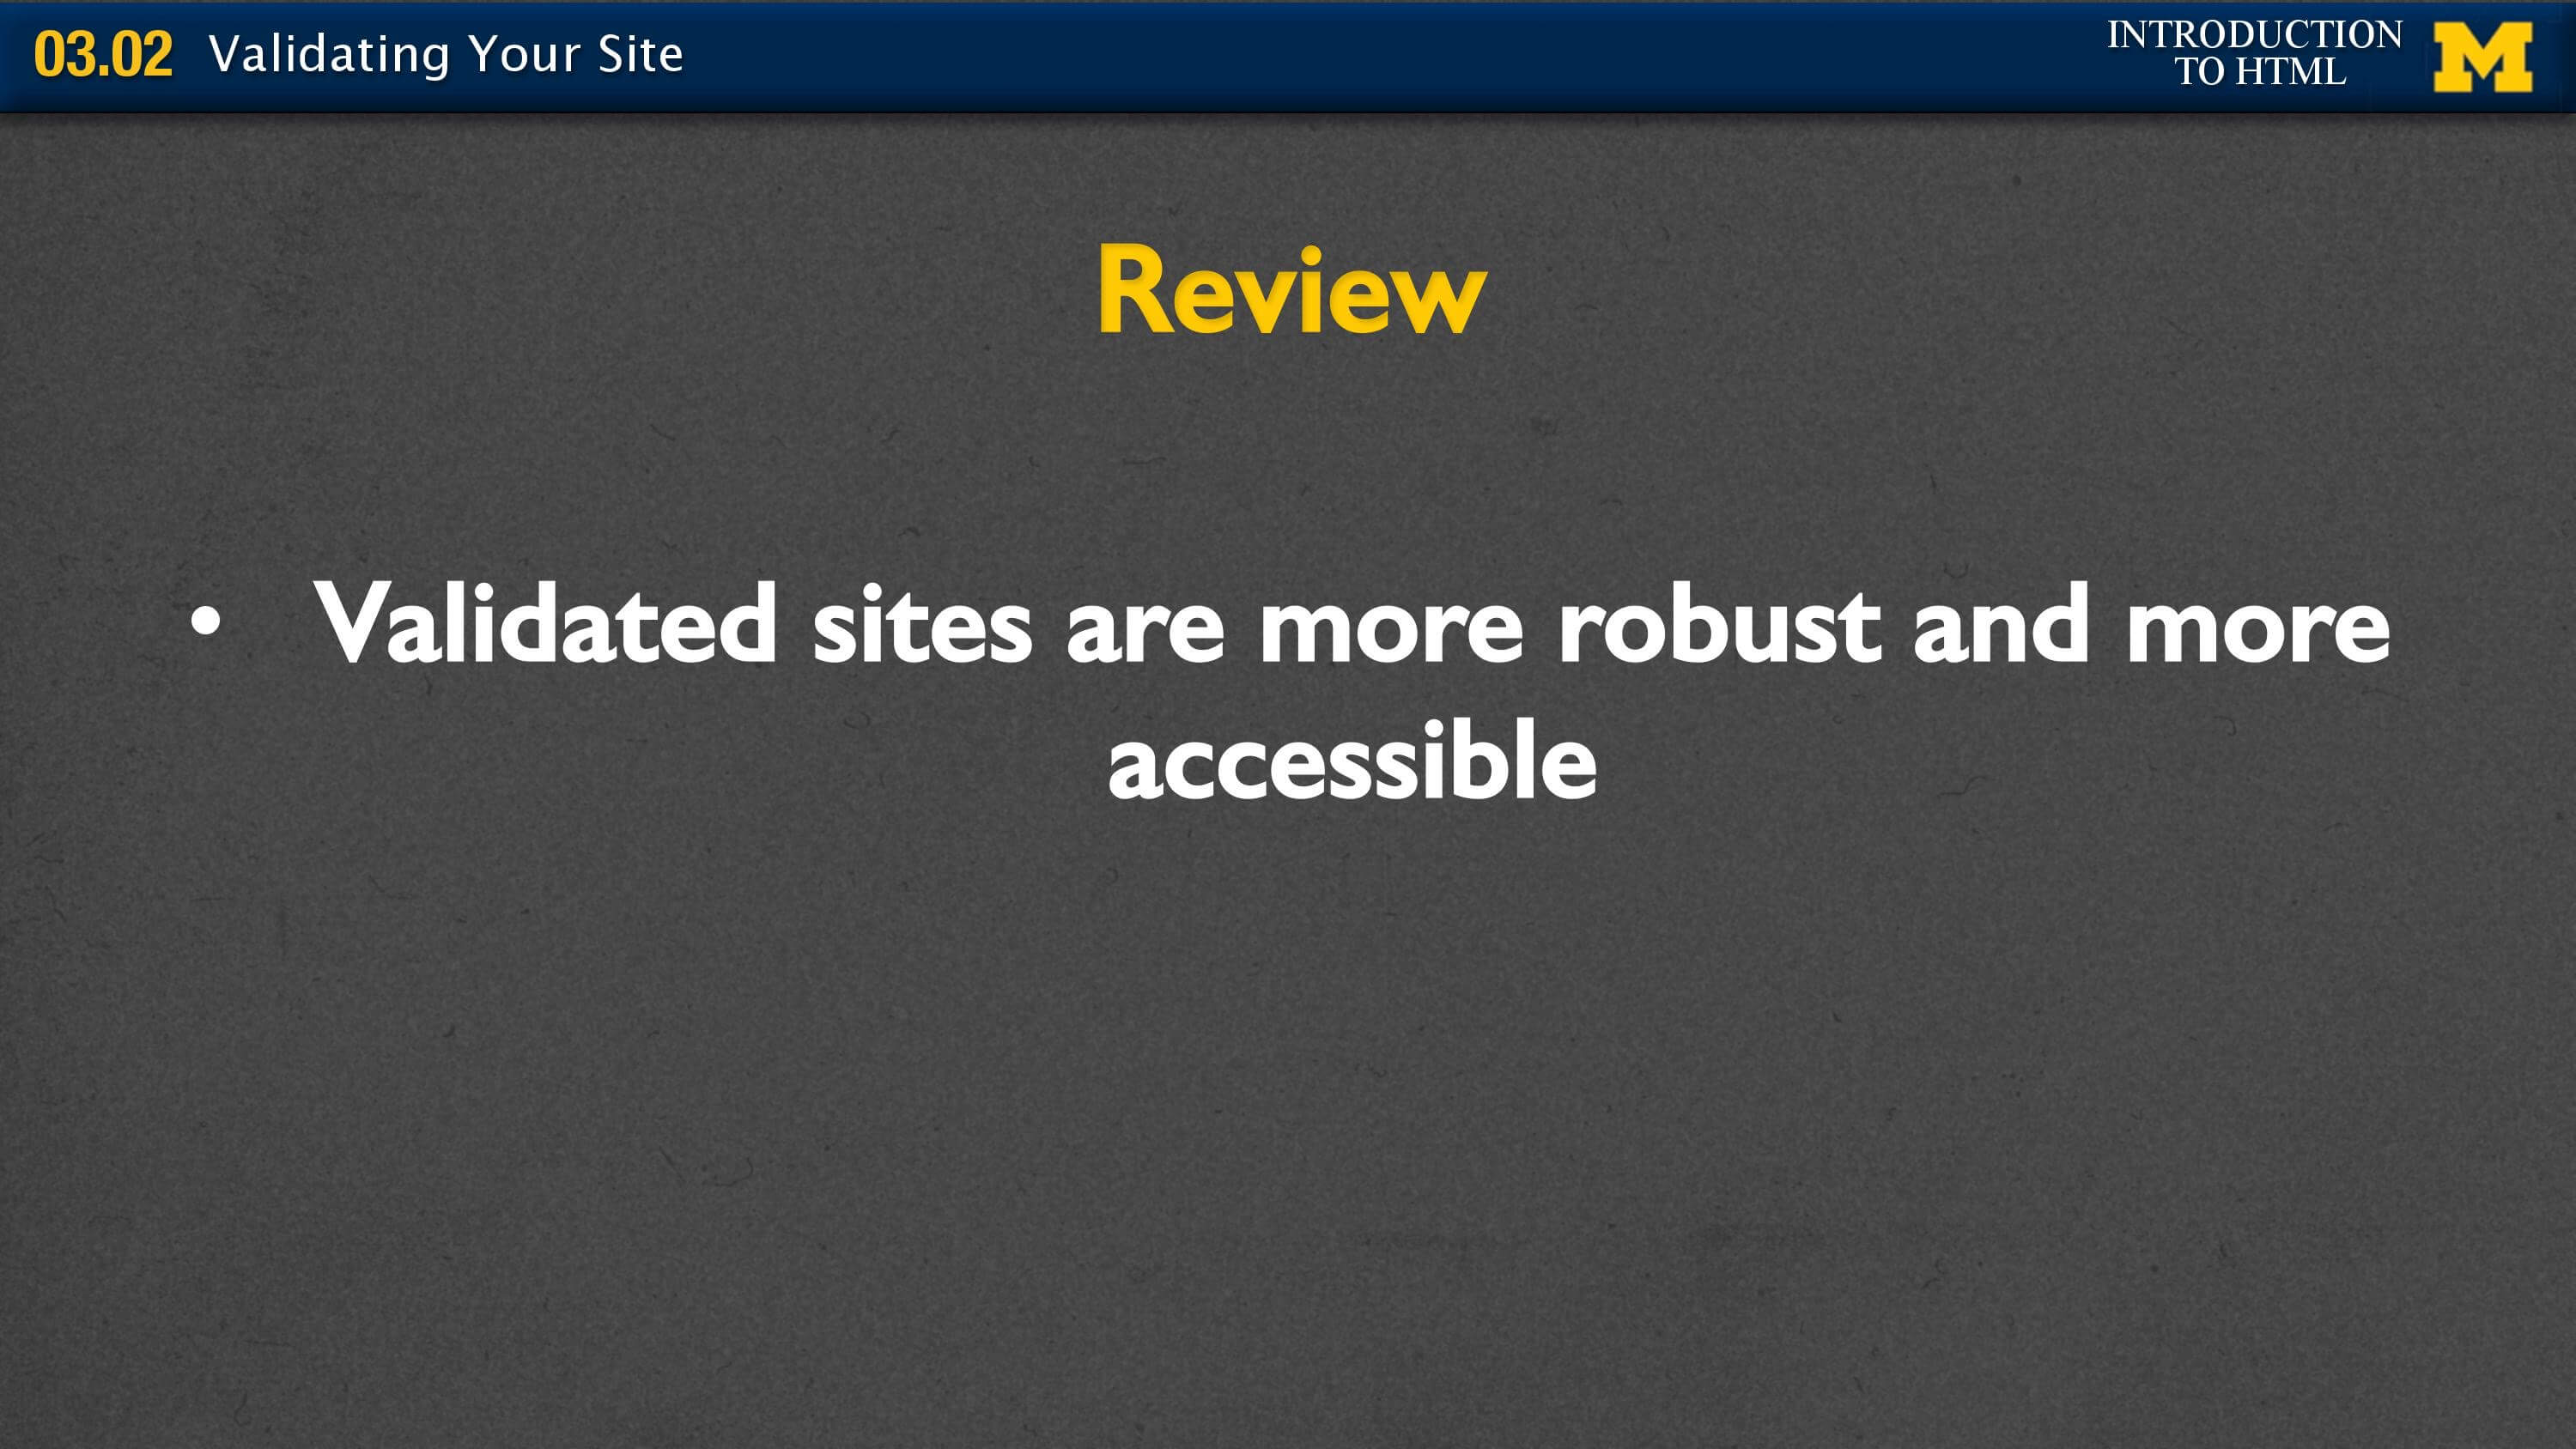 03.02 Validating Your Site
INTRODUCTION
TO HTML
M
Review
• Validated sites are more robust and more
accessible